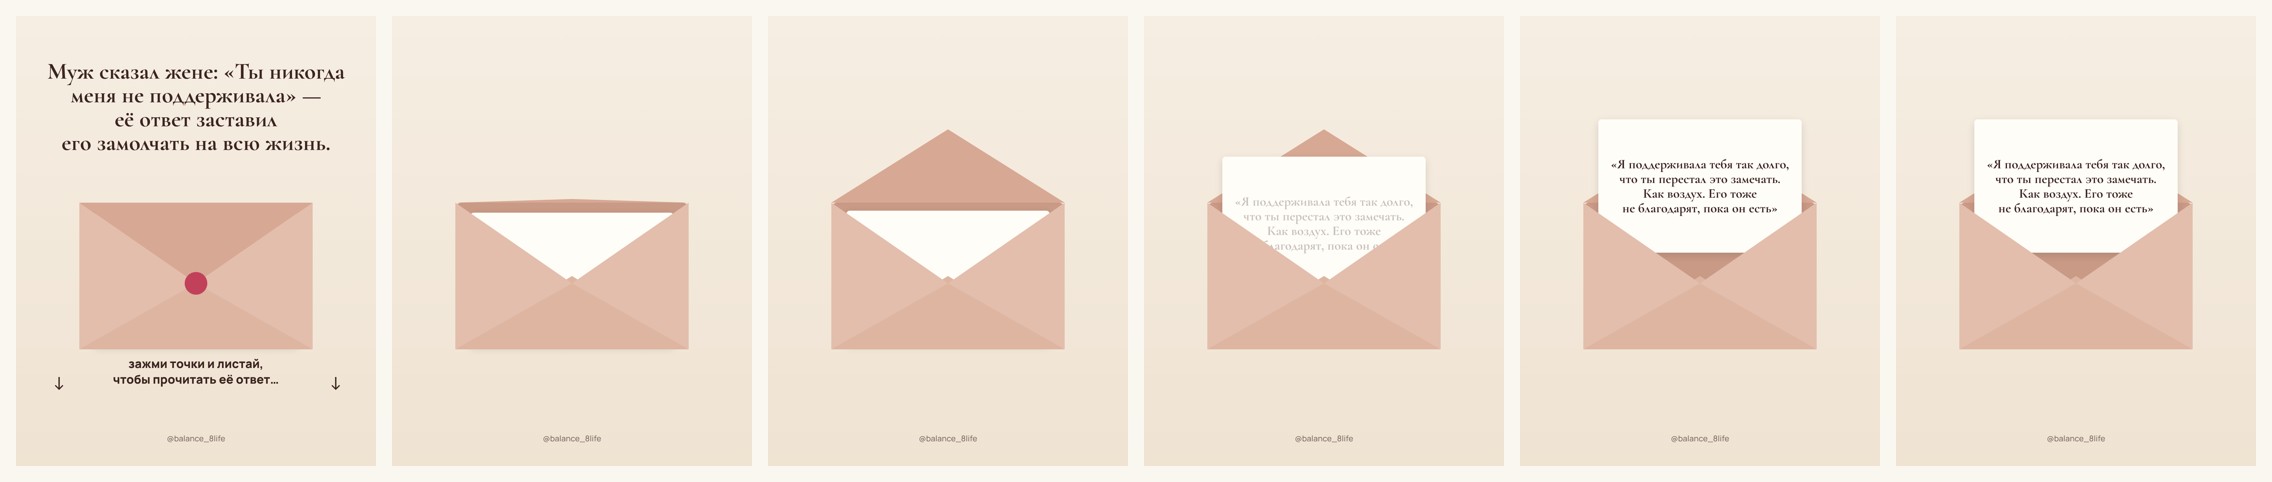 Муж сказал жене: «Ты никогда
меня не поддерживала» —
её ответ заставил
его замолчать на всю жизнь.
зажми точки и листай,
чтобы прочитать её ответ...
↓
↓
@balance_8life
@balance_8life
@balance_8life
«Я поддерживала тебя так долго,
что ты перестал это замечать.
Как воздух. Его тоже
благодарят, пока он
@balance_8life
«Я поддерживала тебя так долго,
что ты перестал это замечать.
Как воздух. Его тоже
не благодарят, пока он есть»
@balance_8life
«Я поддерживала тебя так долго,
что ты перестал это замечать.
Как воздух. Его тоже
не благодарят, пока он есть»
@balance_8life